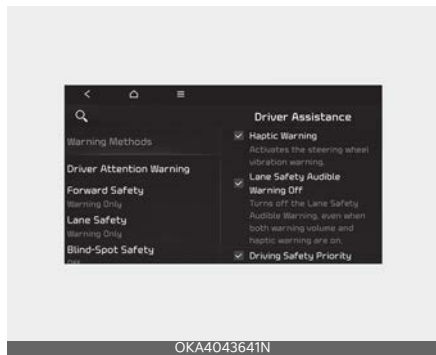 Driver Assistance
Warning Methods
Driver Attention Warning
Forward Safety
Warning Only
Lane Safety
Warning Only
Blind-Spot Safety
Off
Haptic Warning
Activates the steering wheel
vibration warning.
Lane Safety Audible
Warning Off
Turns off the Lane Safety
Audible Warning, even when
both warning volume and
haptic warning are on.
Driving Safety Priority
OKA4043641N